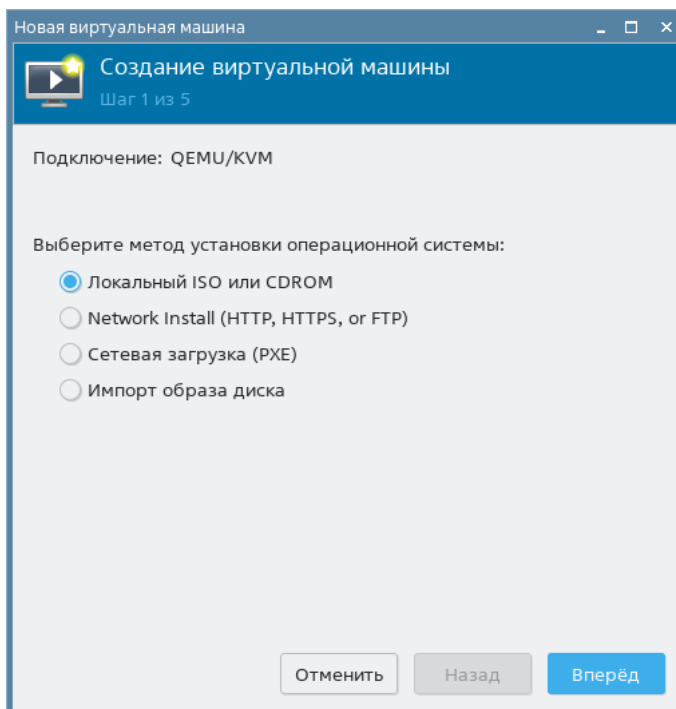 Новая виртуальная машина
Создание виртуальной машины
Шаг 1 из 5
Подключение: QEMU/KVM
Выберите метод установки операционной системы:
Локальный ISO или CDROM
Network Install (HTTP, HTTPS, or FTP)
Сетевая загрузка (PXE)
Импорт образа диска
Отменить Назад Вперёд